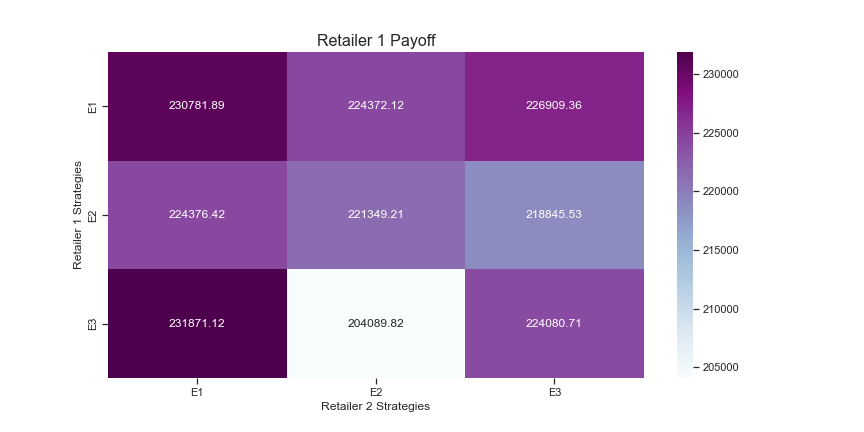 Retailer 1 Payoff
Retailer 1 Strategies
E1
230781.89 224372.12 226909.36
E2
224376.42 221349.21 218845.53
E3
231871.12 204089.82 224080.71
E1 E2 E3
Retailer 2 Strategies
230000
225000
220000
215000
210000
205000